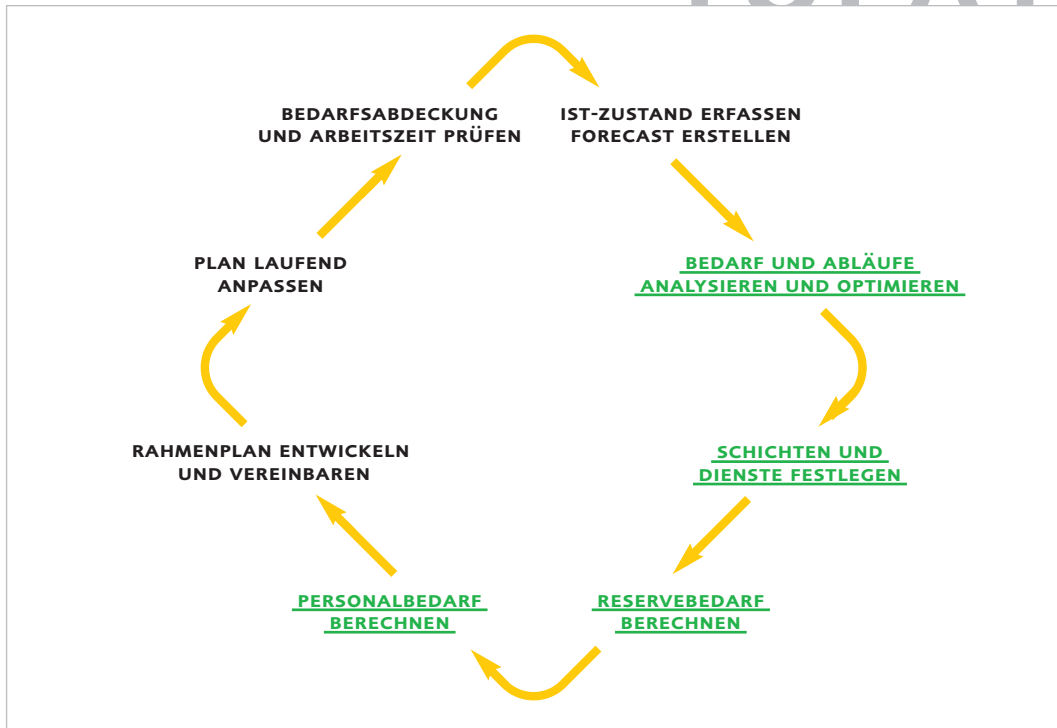 BEDARFSABDECKUNG
UND ARBEITSZEIT PRÜFEN
IST-ZUSTAND ERFASSEN
FORECAST ERSTELLEN
BEDARF UND ABLÄUFE
ANALYSIEREN UND OPTIMIEREN
SCHICHTEN UND
DIENSTE FESTLEGEN
RESERVEBEDARF
BERECHNEN
PERSONALBEDARF
BERECHNEN
RAHMENPLAN ENTWICKELN
UND VEREINBAREN
PLAN LAUFEND
ANPASSEN